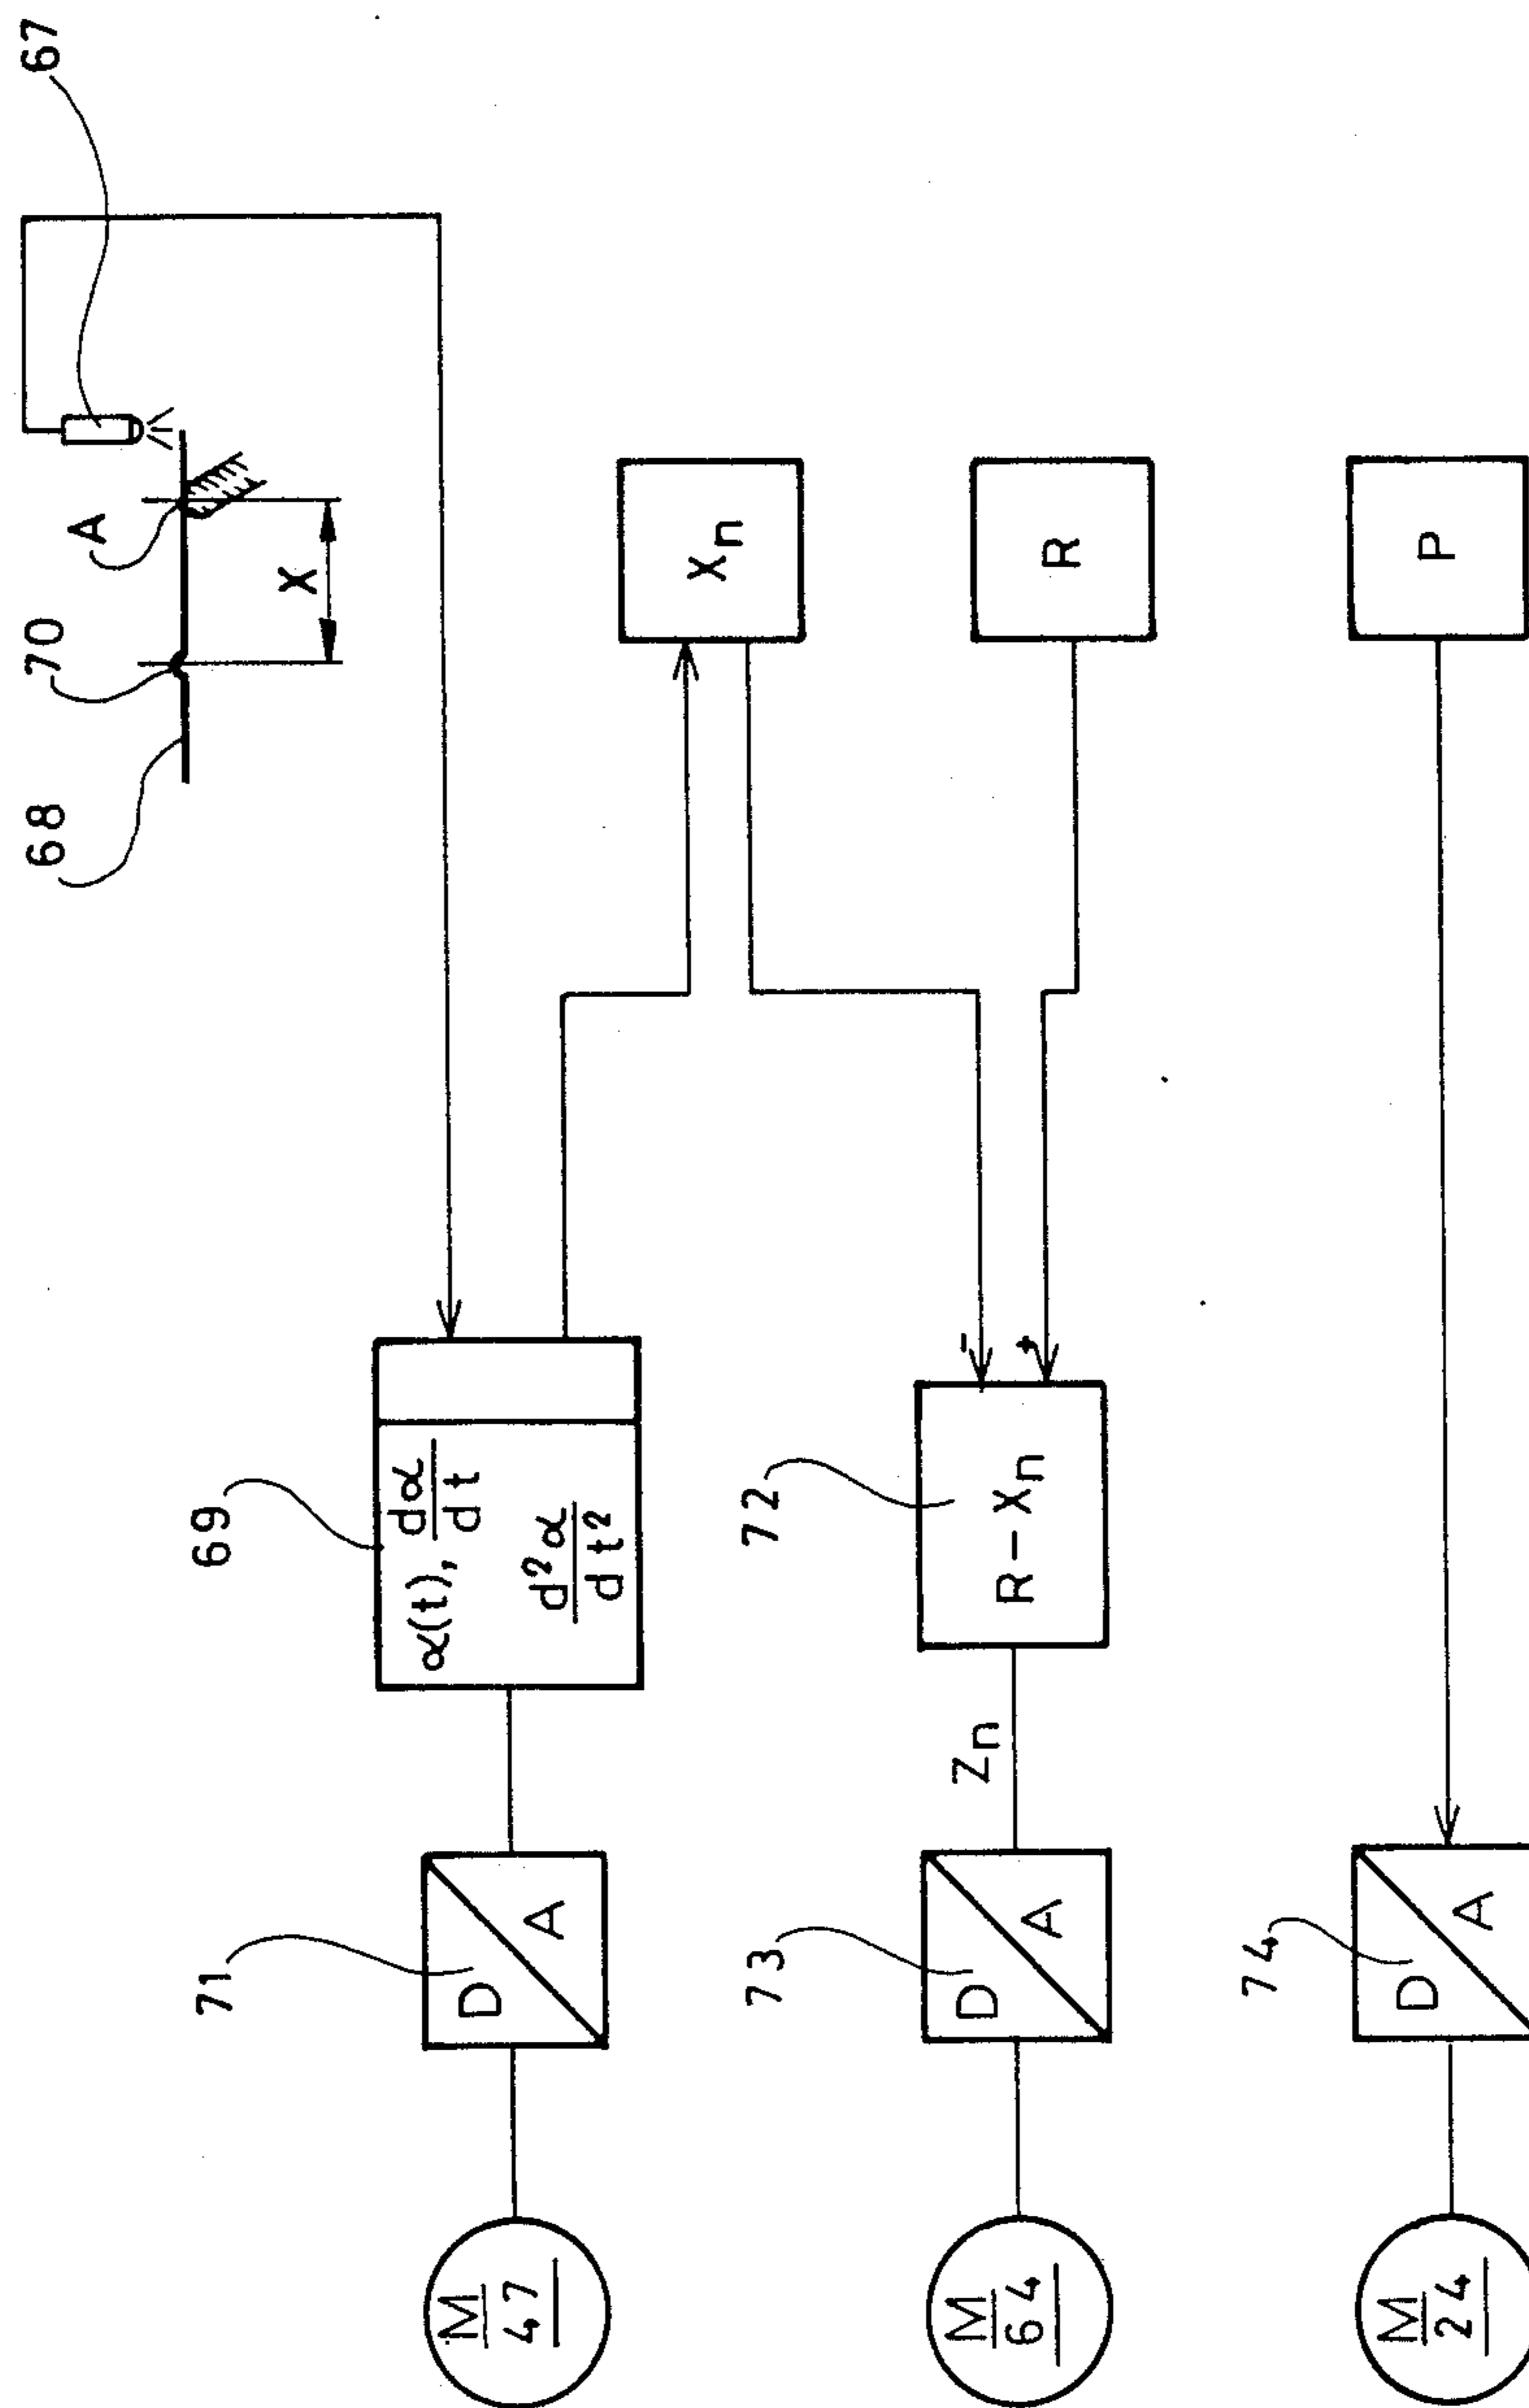 67
A
X
70
68
Xn
R
P
69
α(t), dα/dt
d²α/dt²
72
R-Xn
- +
Zn
71
D A
73
D A
74
D A
M
47
M
64
M
24